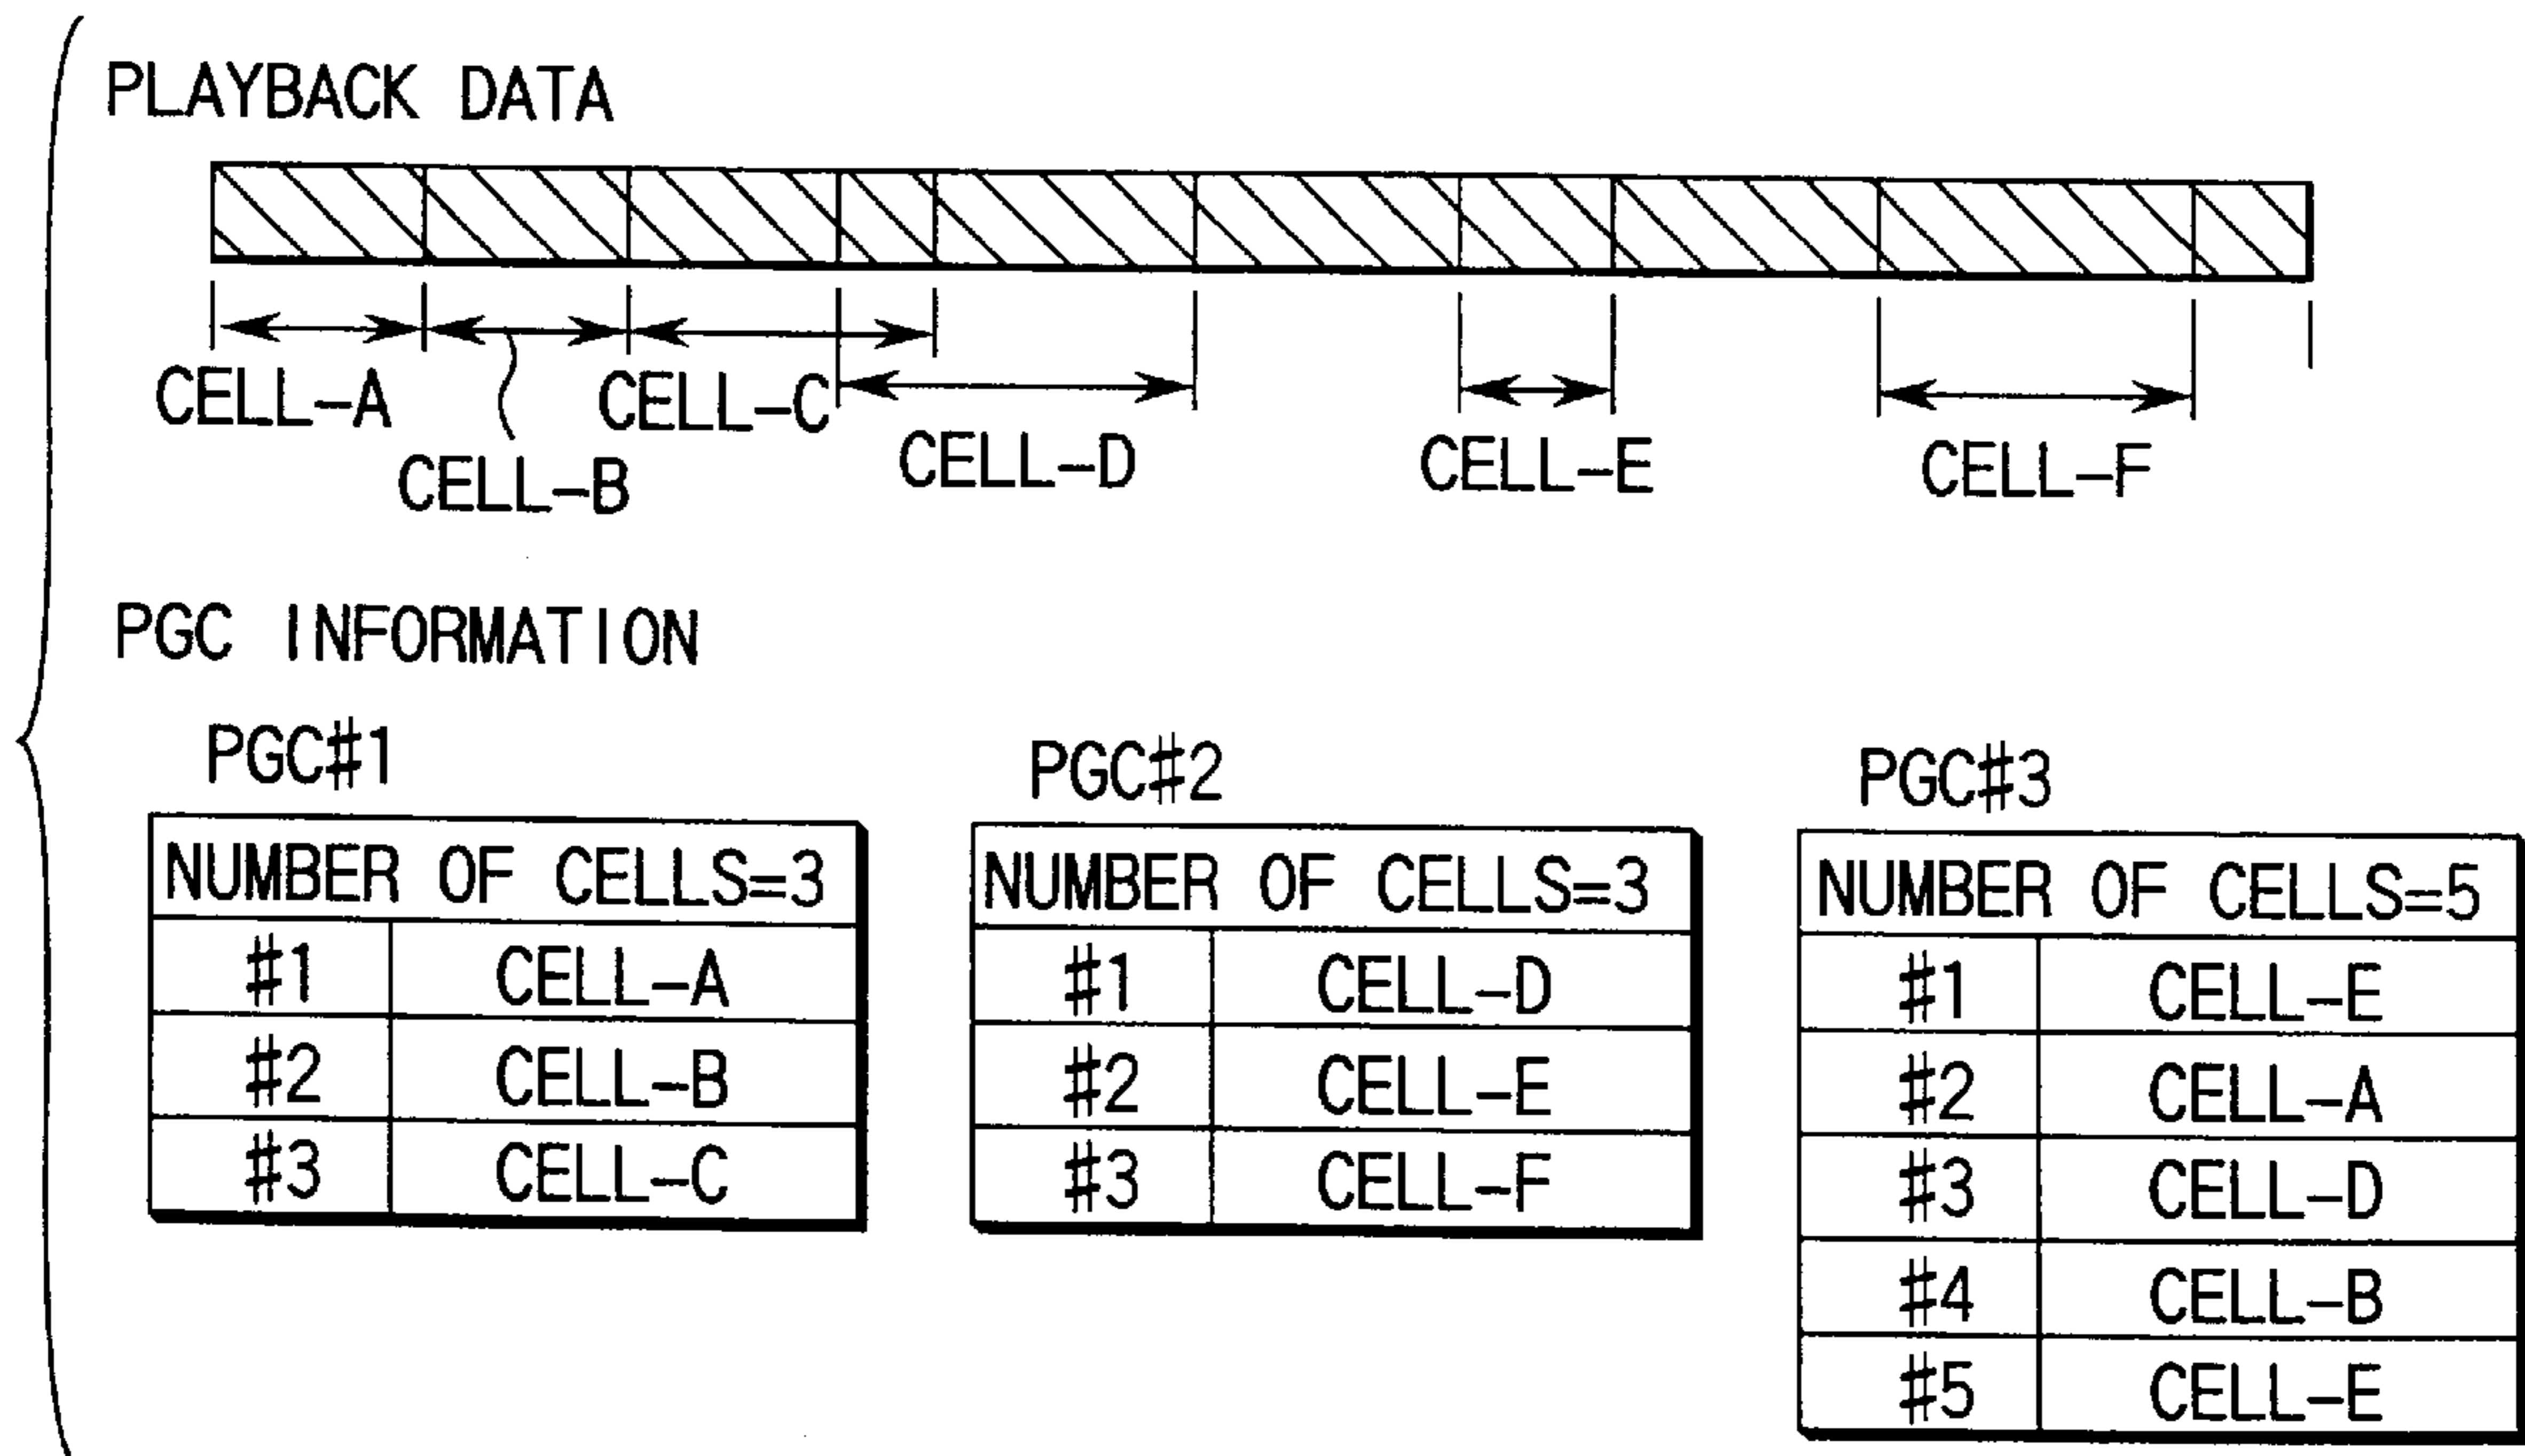 PLAYBACK DATA
CELL-A
CELL-B
CELL-C
CELL-D
CELL-E
CELL-F
PGC INFORMATION
PGC#1
NUMBER OF CELLS=3
#1 CELL-A
#2 CELL-B
#3 CELL-C
PGC#2
NUMBER OF CELLS=3
#1 CELL-D
#2 CELL-E
#3 CELL-F
PGC#3
NUMBER OF CELLS=5
#1 CELL-E
#2 CELL-A
#3 CELL-D
#4 CELL-B
#5 CELL-E